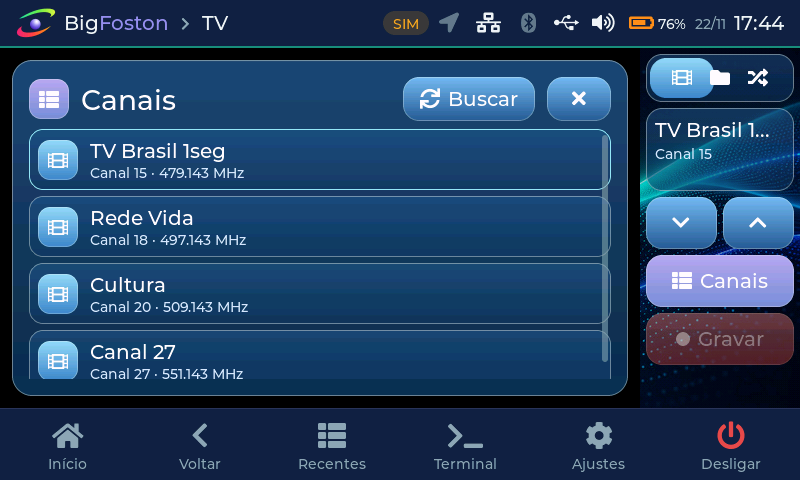 BigFoston > TV
SIM
76%
22/11
17:44
Canais
Buscar
TV Brasil 1seg
Canal 15 · 479.143 MHz
Rede Vida
Canal 18 · 497.143 MHz
Cultura
Canal 20 · 509.143 MHz
Canal 27
Canal 27 · 551.143 MHz
TV Brasil 1...
Canal 15
Canais
Gravar
Início
Voltar
Recentes
Terminal
Ajustes
Desligar